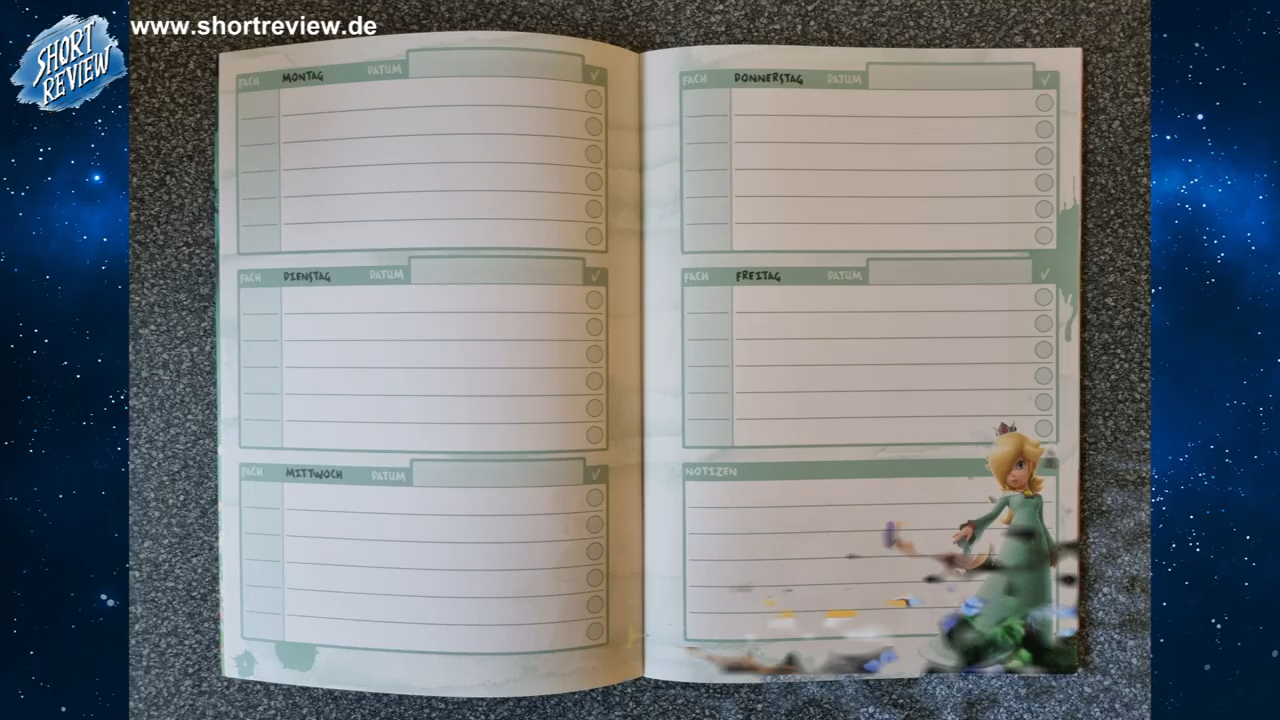 www.shortreview.de
SHORT
REVIEW
FACH MONTAG DATUM
FACH DIENSTAG DATUM
FACH MITTWOCH DATUM
FACH DONNERSTAG DATUM
FACH FREITAG DATUM
NOTIZEN